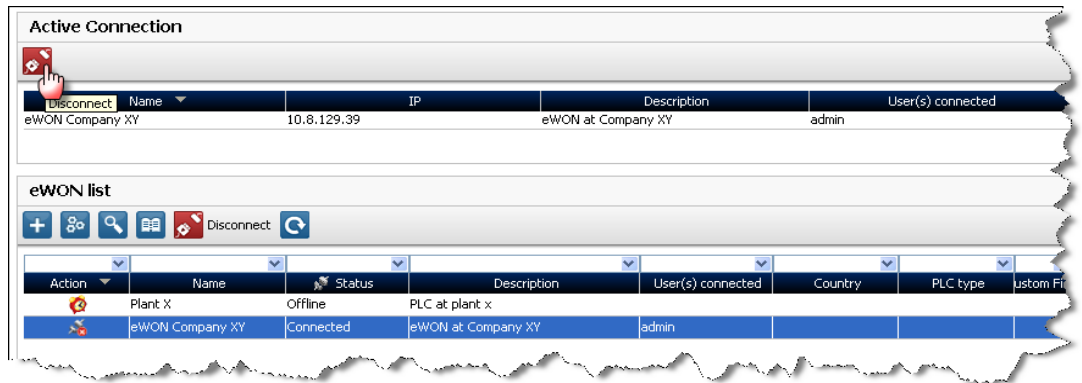 Active Connection
Disconnect Name IP Description User(s) connected
eWON Company XY 10.8.129.39 eWON at Company XY admin
eWON list
Disconnect
Action Name Status Description User(s) connected Country PLC type
Plant X Offline PLC at plant x
eWON Company XY Connected eWON at Company XY admin